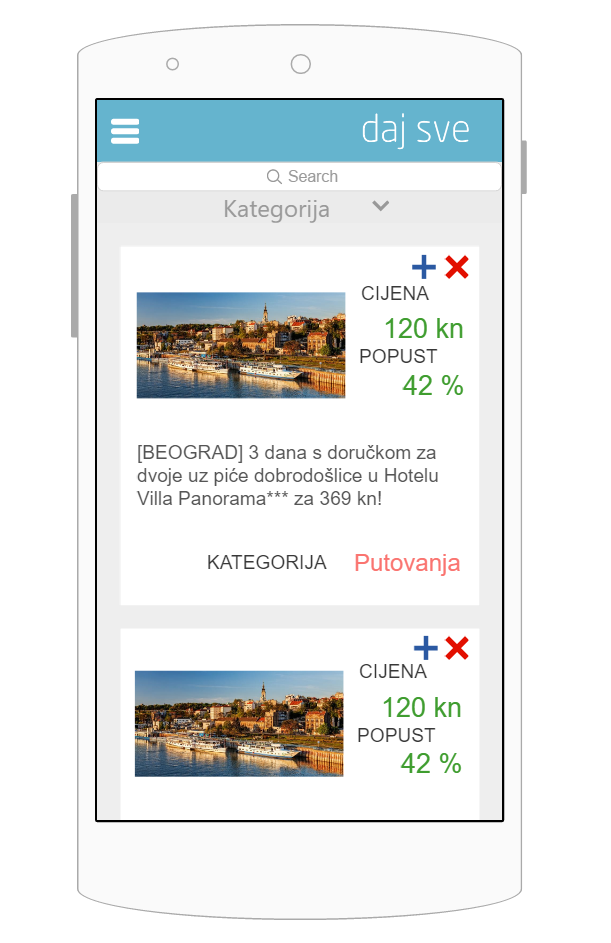 daj sve
Search
Kategorija
CIJENA
120 kn
POPUST
42 %
[BEOGRAD] 3 dana s doručkom za
dvoje uz piće dobrodošlice u Hotelu
Villa Panorama*** za 369 kn!
KATEGORIJA Putovanja
CIJENA
120 kn
POPUST
42 %